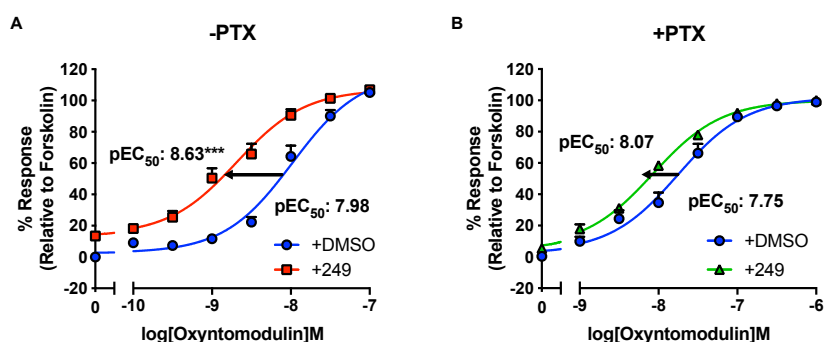 A
-PTX
% Response
(Relative to Forskolin)
120
100
80
60
40
20
0
-20
pEC50: 8.63***
pEC50: 7.98
+DMSO
+249
0
-10
-9
-8
-7
log[Oxyntomodulin]M
B
+PTX
% Response
(Relative to Forskolin)
120
100
80
60
40
20
0
-20
pEC50: 8.07
pEC50: 7.75
+DMSO
+249
0
-9
-8
-7
-6
log[Oxyntomodulin]M